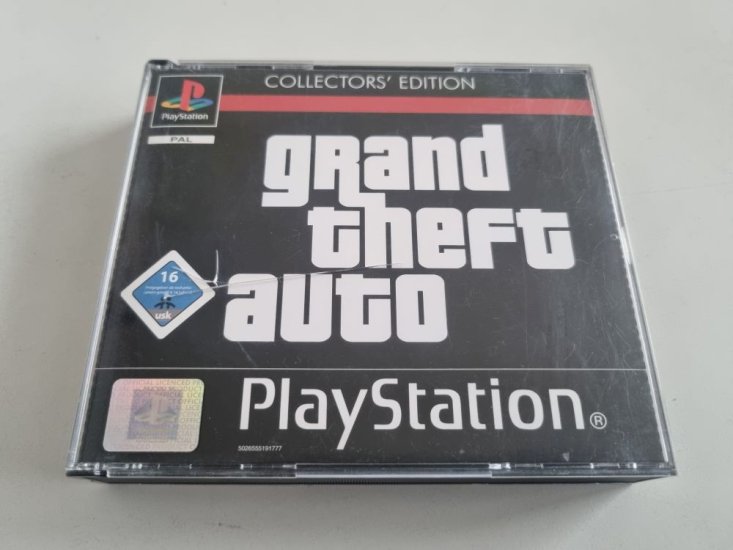 COLLECTORS' EDITION
PlayStation
PAL
grand
theft
auto
16
usk
PlayStation®
5026555191777